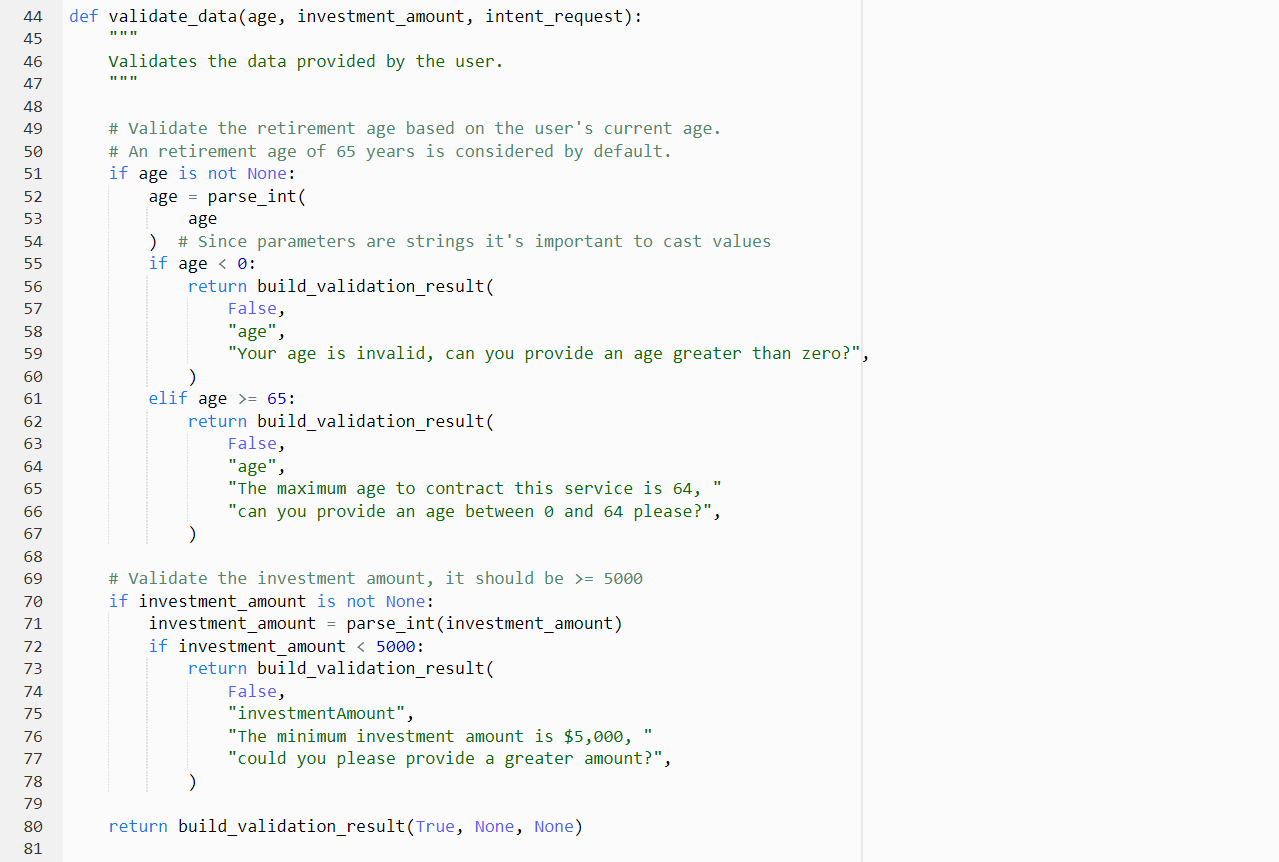 44 def validate_data(age, investment_amount, intent_request):
45     """
46     Validates the data provided by the user.
47     """
48
49     # Validate the retirement age based on the user's current age.
50     # An retirement age of 65 years is considered by default.
51     if age is not None:
52         age = parse_int(
53             age
54         )  # Since parameters are strings it's important to cast values
55         if age < 0:
56             return build_validation_result(
57                 False,
58                 "age",
59                 "Your age is invalid, can you provide an age greater than zero?",
60             )
61         elif age >= 65:
62             return build_validation_result(
63                 False,
64                 "age",
65                 "The maximum age to contract this service is 64, "
66                 "can you provide an age between 0 and 64 please?",
67             )
68
69     # Validate the investment amount, it should be >= 5000
70     if investment_amount is not None:
71         investment_amount = parse_int(investment_amount)
72         if investment_amount < 5000:
73             return build_validation_result(
74                 False,
75                 "investmentAmount",
76                 "The minimum investment amount is $5,000, "
77                 "could you please provide a greater amount?",
78             )
79
80     return build_validation_result(True, None, None)
81